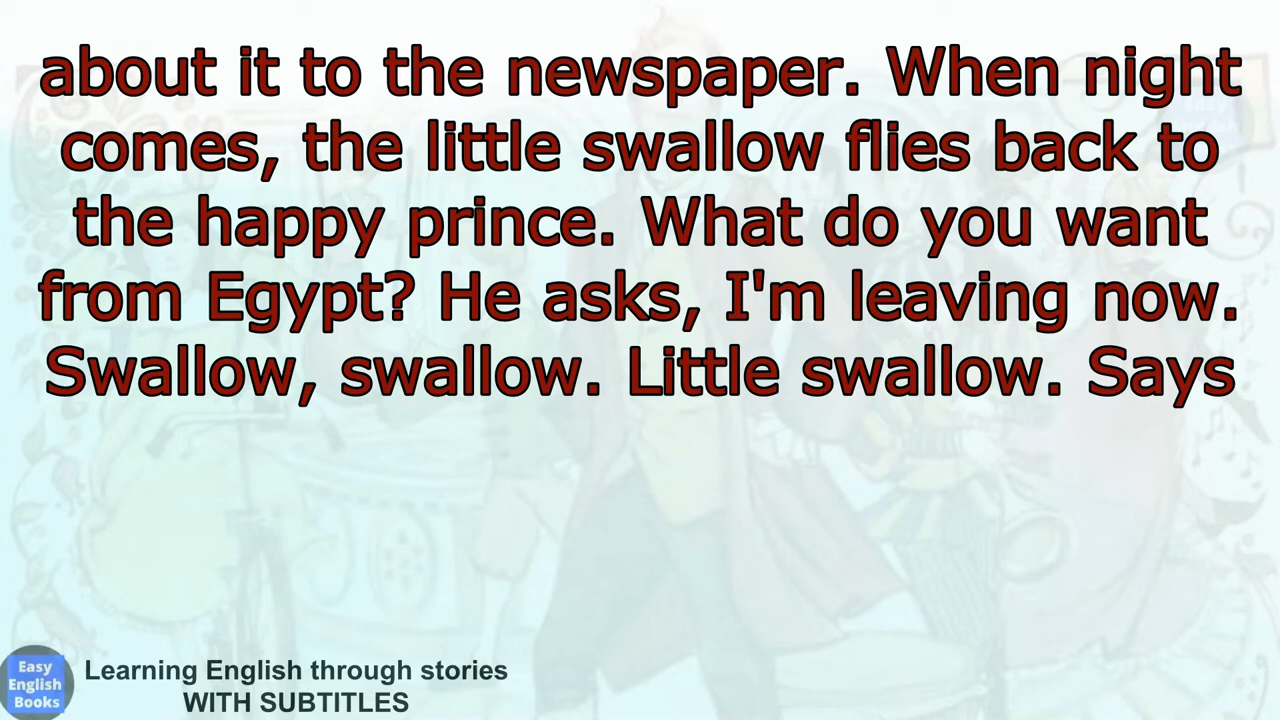 about it to the newspaper. When night
comes, the little swallow flies back to
the happy prince. What do you want
from Egypt? He asks, I'm leaving now.
Swallow, swallow. Little swallow. Says
Easy
English
Books
Learning English through stories
WITH SUBTITLES